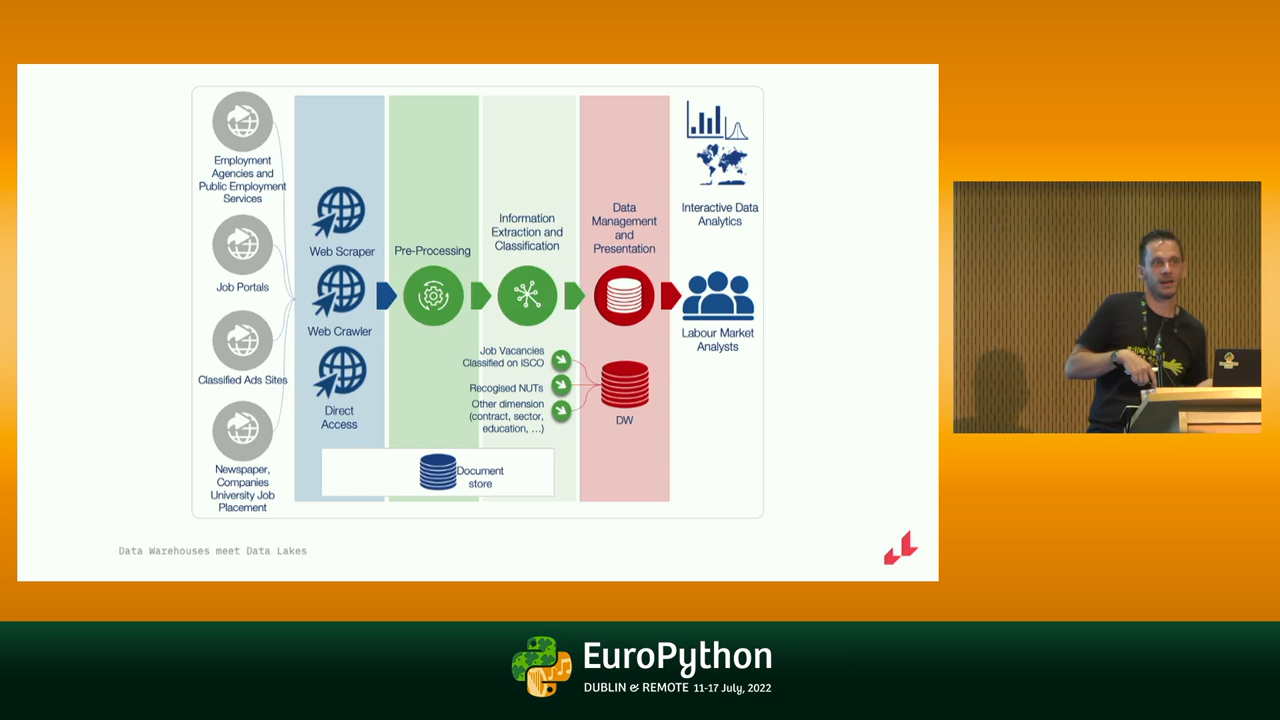 Employment
Agencies and
Public Employment
Services
Job Portals
Classified Ads Sites
Newspaper,
Companies
University Job
Placement
Web Scraper
Web Crawler
Direct
Access
Pre-Processing
Information
Extraction and
Classification
Job Vacancies
Classified on ISCO
Recogised NUTs
Other dimension
(contract, sector,
education, ...)
Document
store
Data
Management
and
Presentation
DW
Interactive Data
Analytics
Labour Market
Analysts
Data Warehouses meet Data Lakes
EuroPython
DUBLIN & REMOTE 11-17 July, 2022